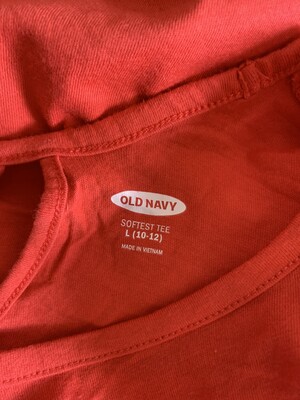 OLD NAVY
SOFTEST TEE
L (10-12)
MADE IN VIETNAM